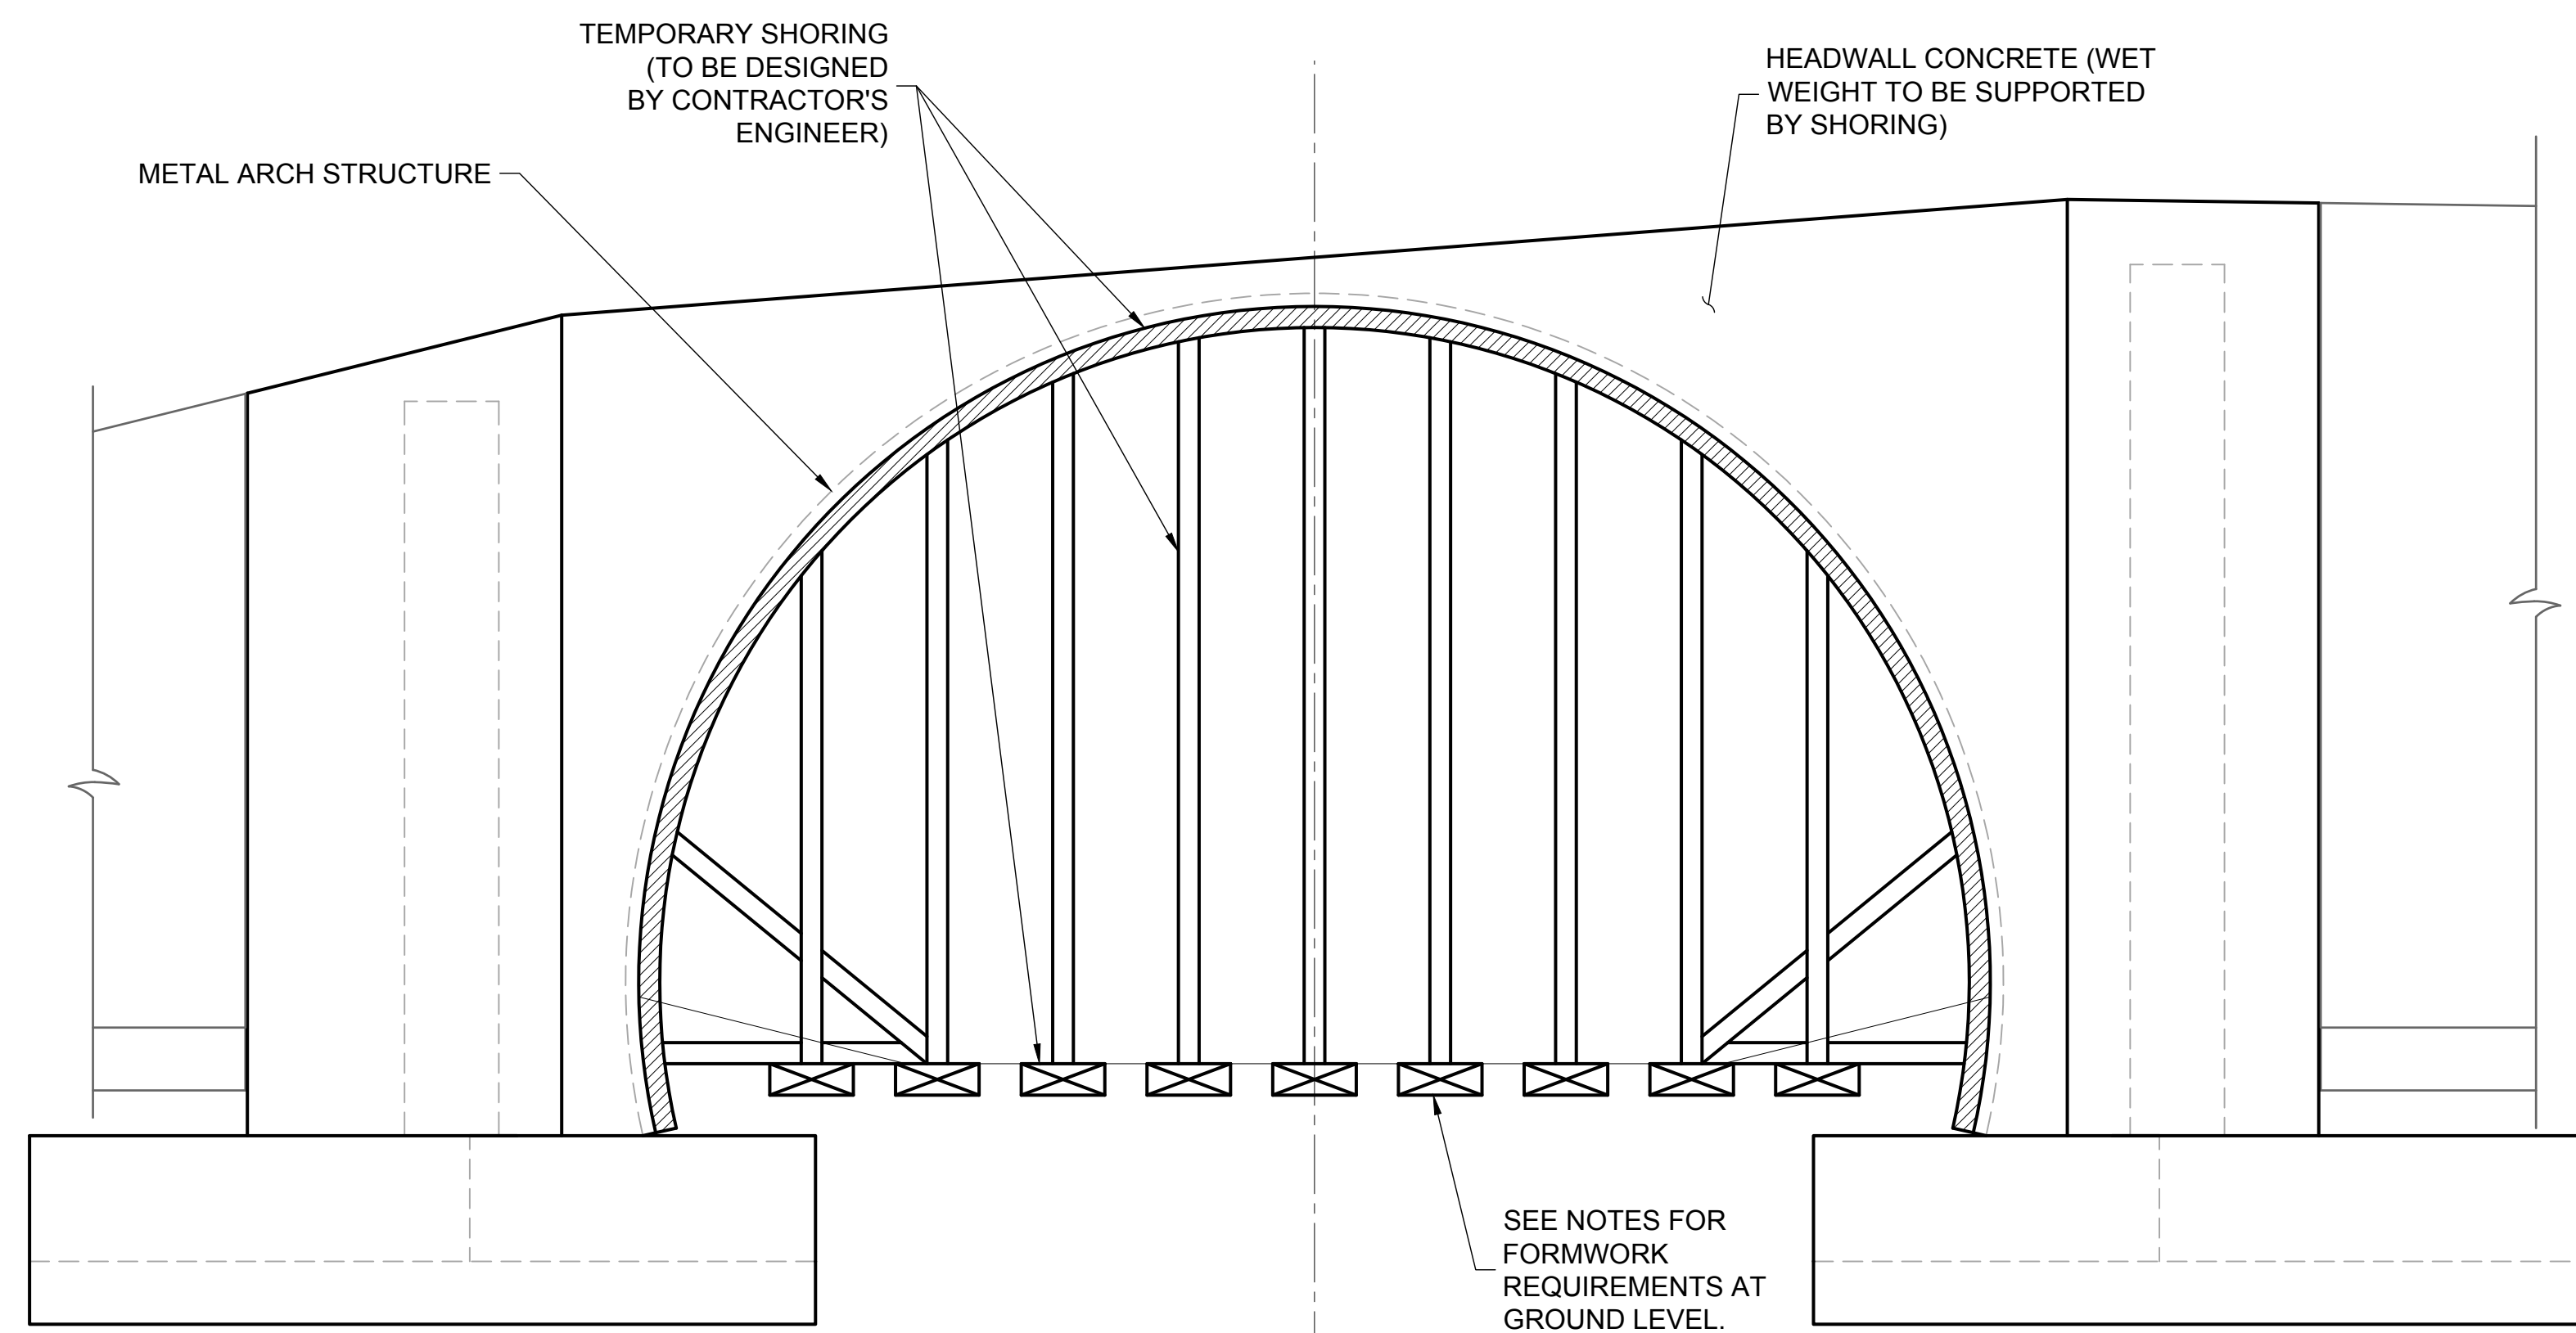 TEMPORARY SHORING
(TO BE DESIGNED
BY CONTRACTOR'S
ENGINEER)
HEADWALL CONCRETE (WET
WEIGHT TO BE SUPPORTED
BY SHORING)
METAL ARCH STRUCTURE
SEE NOTES FOR
FORMWORK
REQUIREMENTS AT
GROUND LEVEL.